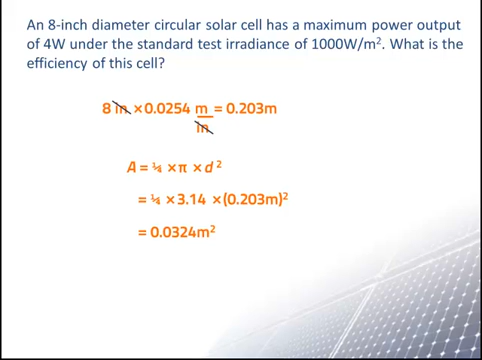 An 8-inch diameter circular solar cell has a maximum power output
of 4W under the standard test irradiance of 1000W/m². What is the
efficiency of this cell?
8 in × 0.0254 m = 0.203m
in
A = ¼ × π × d ²
= ¼ × 3.14 × (0.203m)²
= 0.0324m²